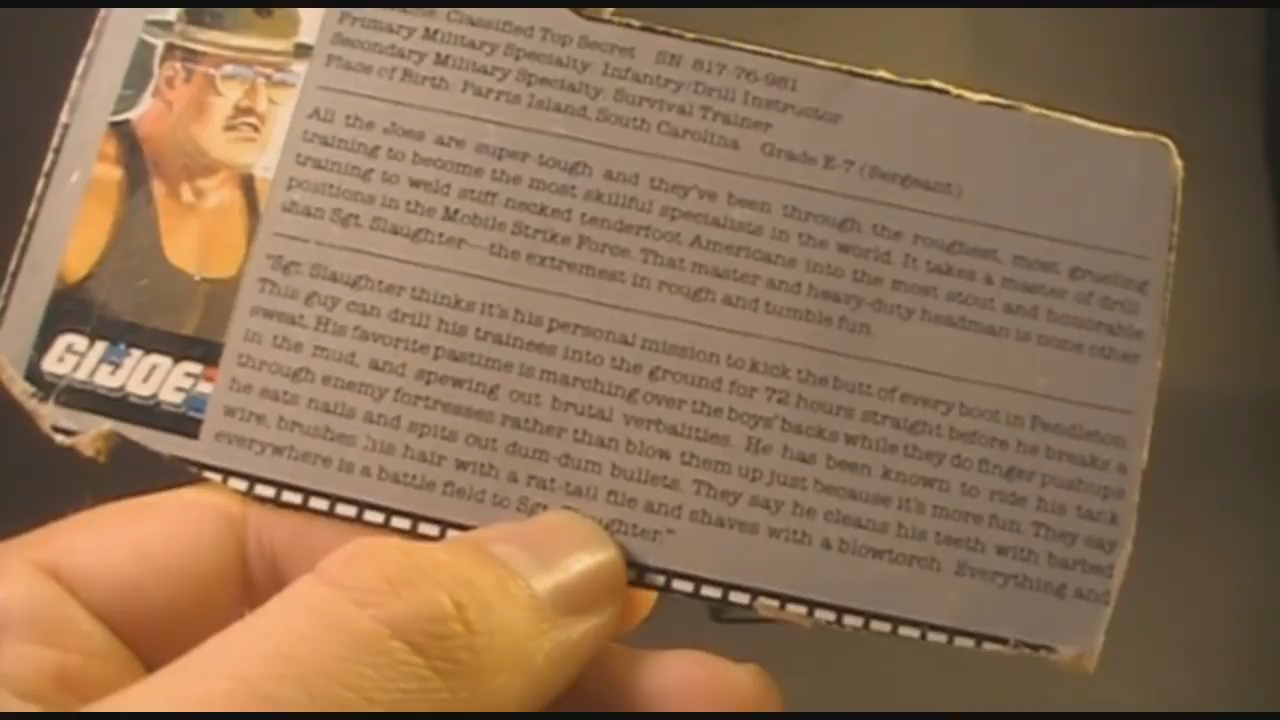 Classified Top Secret SN 817-76-981
Primary Military Specialty: Infantry/Drill Instructor
Secondary Military Specialty: Survival Trainer
Place of Birth: Parris Island, South Carolina Grade E-7 (Sergeant)
All the Joes are super-tough and they've been through the roughest, most grueling
training to become the most skillful specialists in the world. It takes a master of drill
training to weld stiff-necked tenderfoot Americans into the most stout and honorable
positions in the Mobile Strike Force. That master and heavy-duty headman is none other
than Sgt. Slaughter—the extremest in rough and tumble fun.
"Sgt. Slaughter thinks it's his personal mission to kick the butt of every boot in Pendleton.
This guy can drill his trainees into the ground for 72 hours straight before he breaks a
sweat. His favorite pastime is marching over the boys' backs while they do finger pushups
in the mud, and spewing out brutal verbalities. He has been known to ride his tank
through enemy fortresses rather than blow them up just because it's more fun. They say
he eats nails and spits out dum-dum bullets. They say he cleans his teeth with barbed
wire, brushes his hair with a rat-tail file and shaves with a blowtorch. Everything and
everywhere is a battle field to Sgt. ughter."
GI JOE